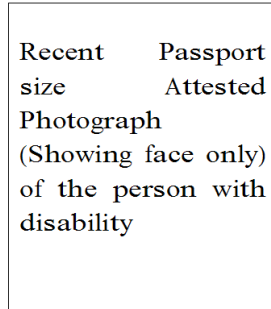 Recent Passport
size Attested
Photograph
(Showing face only)
of the person with
disability